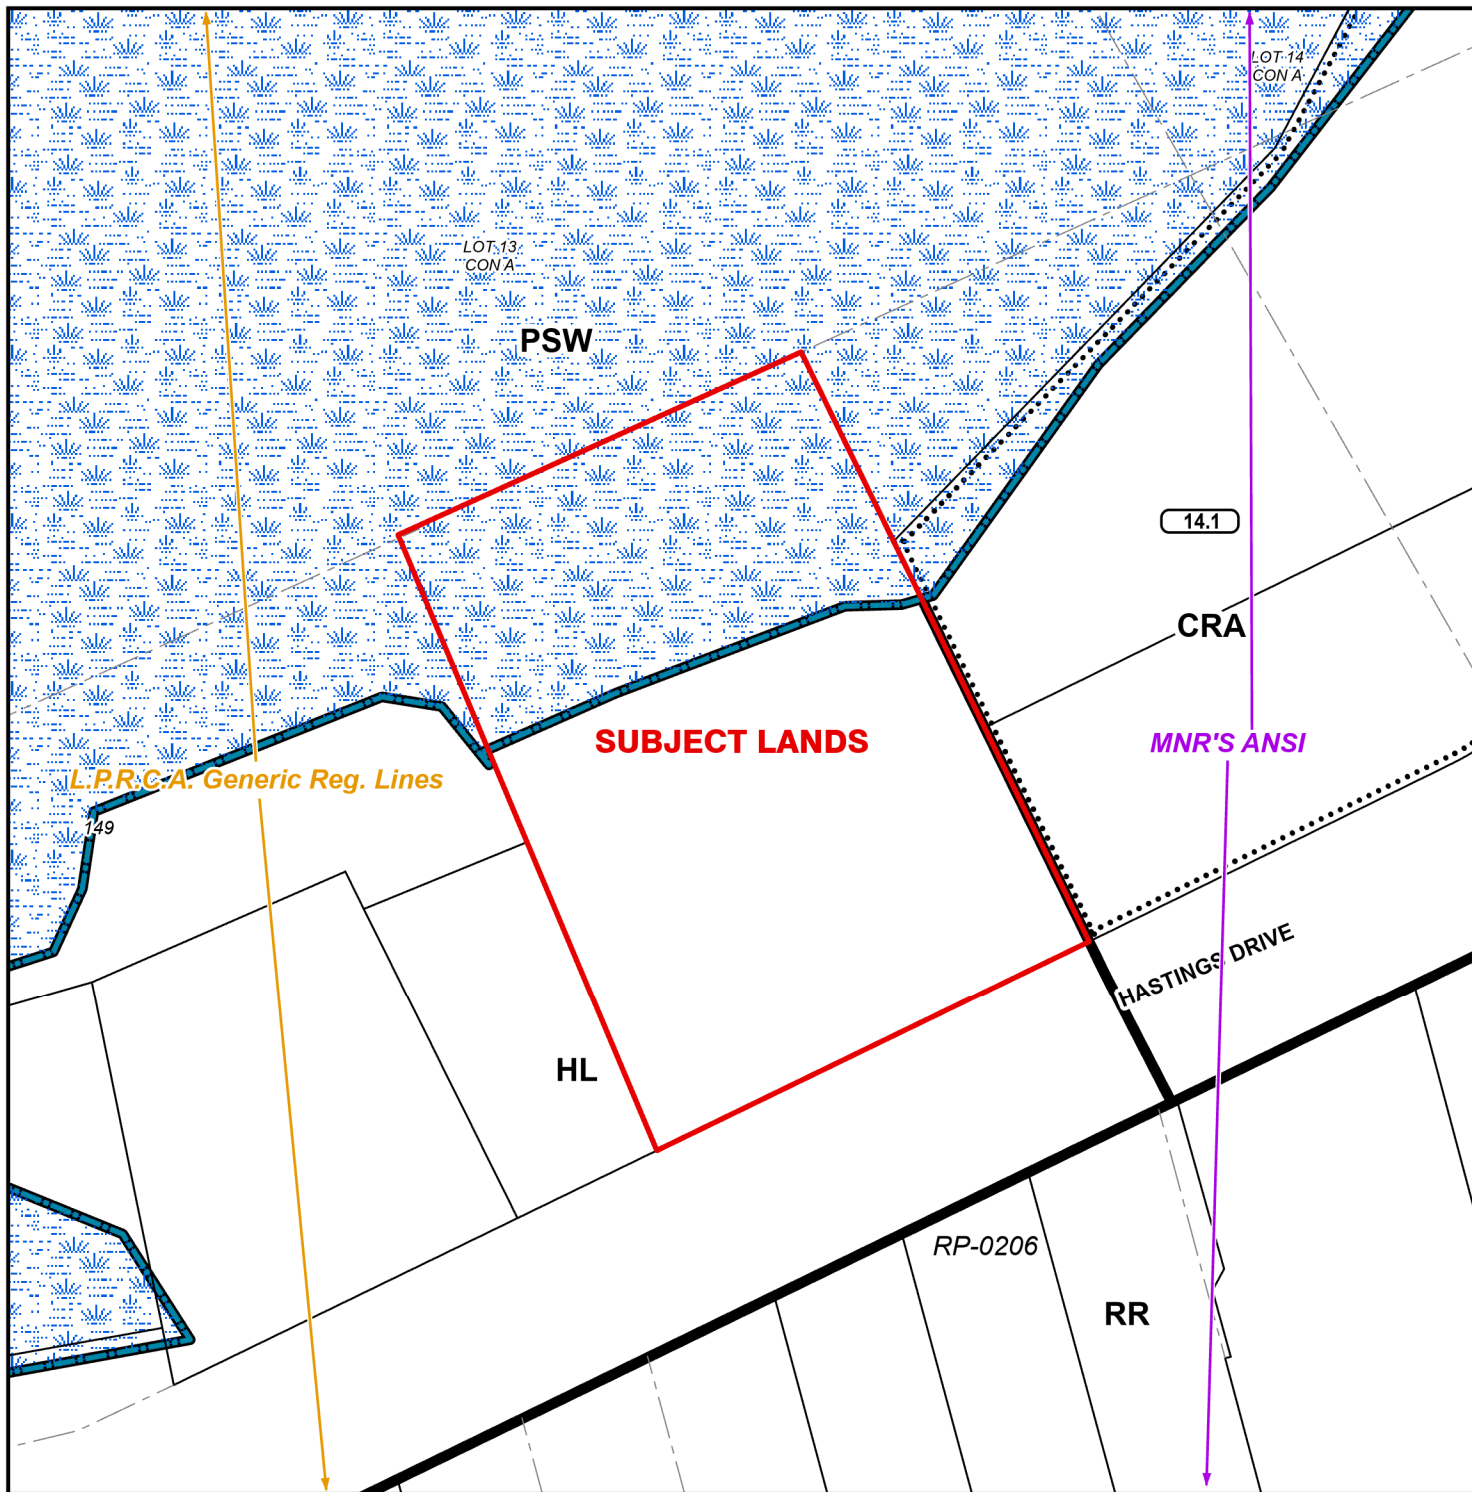 LOT 14
CON A
LOT 13
CON A
PSW
14.1
CRA
SUBJECT LANDS
MNR'S ANSI
L.P.R.C.A. Generic Reg. Lines
149
HASTINGS DRIVE
HL
RP-0206
RR